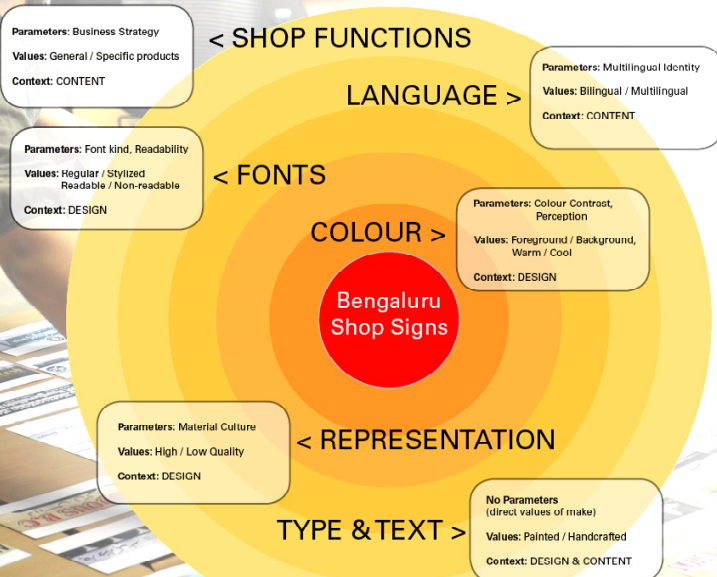 Parameters: Business Strategy
Values: General / Specific products
Context: CONTENT
< SHOP FUNCTIONS
LANGUAGE >
Parameters: Multilingual Identity
Values: Bilingual / Multilingual
Context: CONTENT
Parameters: Font kind, Readability
Values: Regular / Stylized
Readable / Non-readable
Context: DESIGN
< FONTS
COLOUR >
Parameters: Colour Contrast,
Perception
Values: Foreground / Background,
Warm / Cool
Context: DESIGN
Bengaluru
Shop Signs
Parameters: Material Culture
Values: High / Low Quality
Context: DESIGN
< REPRESENTATION
TYPE & TEXT >
No Parameters
(direct values of make)
Values: Painted / Handcrafted
Context: DESIGN & CONTENT